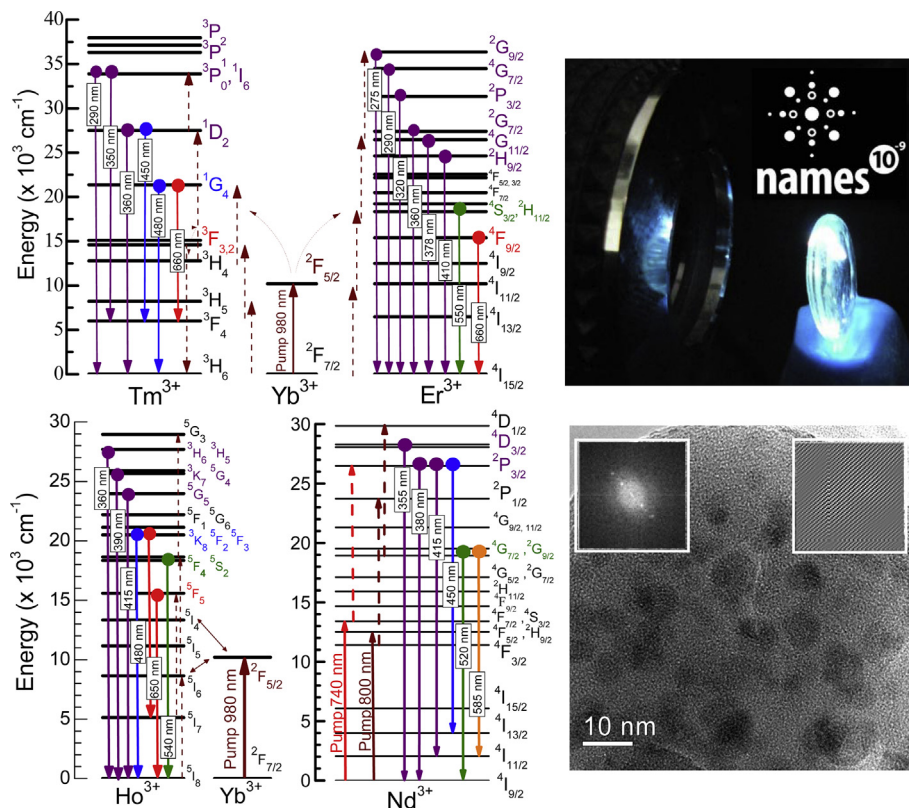 Energy (x 10³ cm⁻¹)
40
35
30
25
20
15
10
5
0
³P₂
³P₁
³P₀,¹I₆
¹D₂
¹G₄
³F₃,₂
³H₄
³H₅
³F₄
³H₆
290 nm
350 nm
360 nm
450 nm
480 nm
660 nm
Tm³⁺
²F₅/₂
Pump 980 nm
²F₇/₂
Yb³⁺
²G₉/₂
⁴G₇/₂
²P₃/₂
²G₇/₂
⁴G₁₁/₂
²H₉/₂
⁴F₅/₂, ₃/₂
⁴F₇/₂
⁴S₃/₂,²H₁₁/₂
⁴F₉/₂
⁴I₉/₂
⁴I₁₁/₂
⁴I₁₃/₂
⁴I₁₅/₂
275 nm
290 nm
320 nm
360 nm
378 nm
410 nm
550 nm
660 nm
Er³⁺
names 10⁻⁹
Energy (x 10³ cm⁻¹)
30
25
20
15
10
5
0
⁵G₃
³H₆ ³H₅
³K₇ ⁵G₄
⁵G₅
⁵F₁ ⁵G₆
³K₈ ⁵F₂ ⁵F₃
⁵F₄ ⁵S₂
⁵F₅
⁵I₄
⁵I₅
⁵I₆
⁵I₇
⁵I₈
360 nm
390 nm
415 nm
480 nm
650 nm
540 nm
Ho³⁺
²F₅/₂
Pump 980 nm
²F₇/₂
Yb³⁺
30
25
20
15
10
5
0
⁴D₁/₂
⁴D₃/₂
²P₃/₂
²P₁/₂
⁴G₉/₂, ₁₁/₂
⁴G₇/₂ ,²G₉/₂
⁴G₅/₂ ,²G₇/₂
²H₁₁/₂
⁴F₉/₂
⁴F₇/₂ ,⁴S₃/₂
⁴F₅/₂ ,²H₉/₂
⁴F₃/₂
⁴I₁₅/₂
⁴I₁₃/₂
⁴I₁₁/₂
⁴I₉/₂
Pump 740 nm
Pump 800 nm
355 nm
380 nm
415 nm
450 nm
520 nm
585 nm
Nd³⁺
10 nm